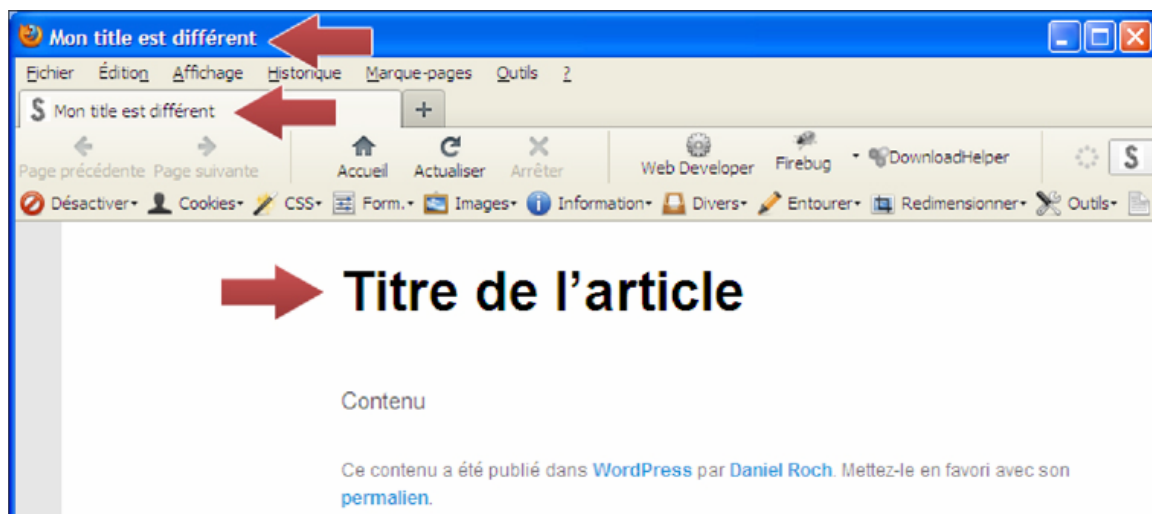 Mon title est différent
Fichier Édition Affichage Historique Marque-pages Outils ?
Mon title est différent +
Page précédente Page suivante Accueil Actualiser Arrêter Web Developer Firebug DownloadHelper S
Désactiver Cookies CSS Form. Images Information Divers Entourer Redimensionner Outils
Titre de l’article
Contenu
Ce contenu a été publié dans WordPress par Daniel Roch. Mettez-le en favori avec son
permalien.